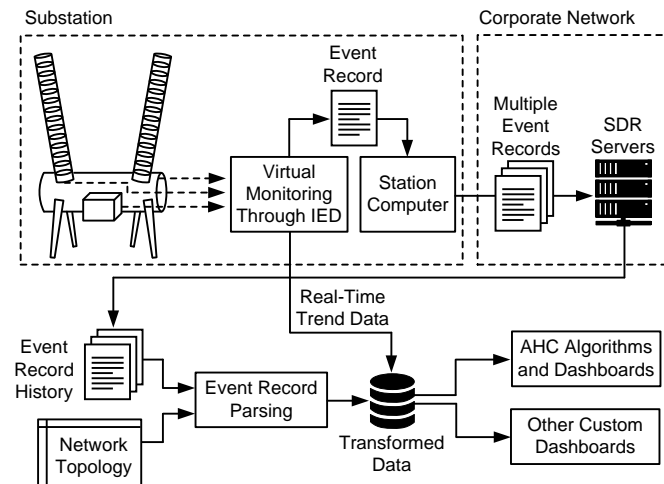 Substation
Corporate Network
Event
Record
Multiple
Event
Records
SDR
Servers
Virtual
Monitoring
Through IED
Station
Computer
Real-Time
Trend Data
Event
Record
History
Event Record
Parsing
Network
Topology
Transformed
Data
AHC Algorithms
and Dashboards
Other Custom
Dashboards